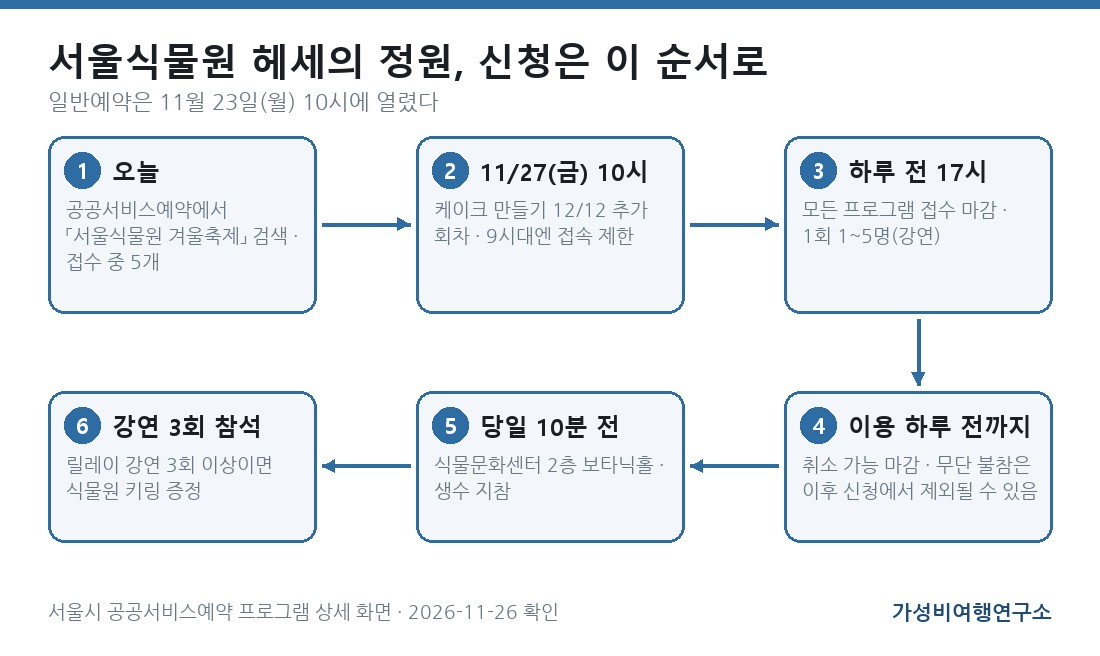 서울식물원 헤세의 정원, 신청은 이 순서로
일반예약은 11월 23일(월) 10시에 열렸다
1 오늘
공공서비스예약에서
「서울식물원 겨울축제」 검색 ·
접수 중 5개
2 11/27(금) 10시
케이크 만들기 12/12 추가
회차 · 9시대엔 접속 제한
3 하루 전 17시
모든 프로그램 접수 마감 ·
1회 1~5명(강연)
4 이용 하루 전까지
취소 가능 마감 · 무단 불참은
이후 신청에서 제외될 수 있음
5 당일 10분 전
식물문화센터 2층 보타닉홀 ·
생수 지참
6 강연 3회 참석
릴레이 강연 3회 이상이면
식물원 키링 증정
서울시 공공서비스예약 프로그램 상세 화면 · 2026-11-26 확인
가성비여행연구소